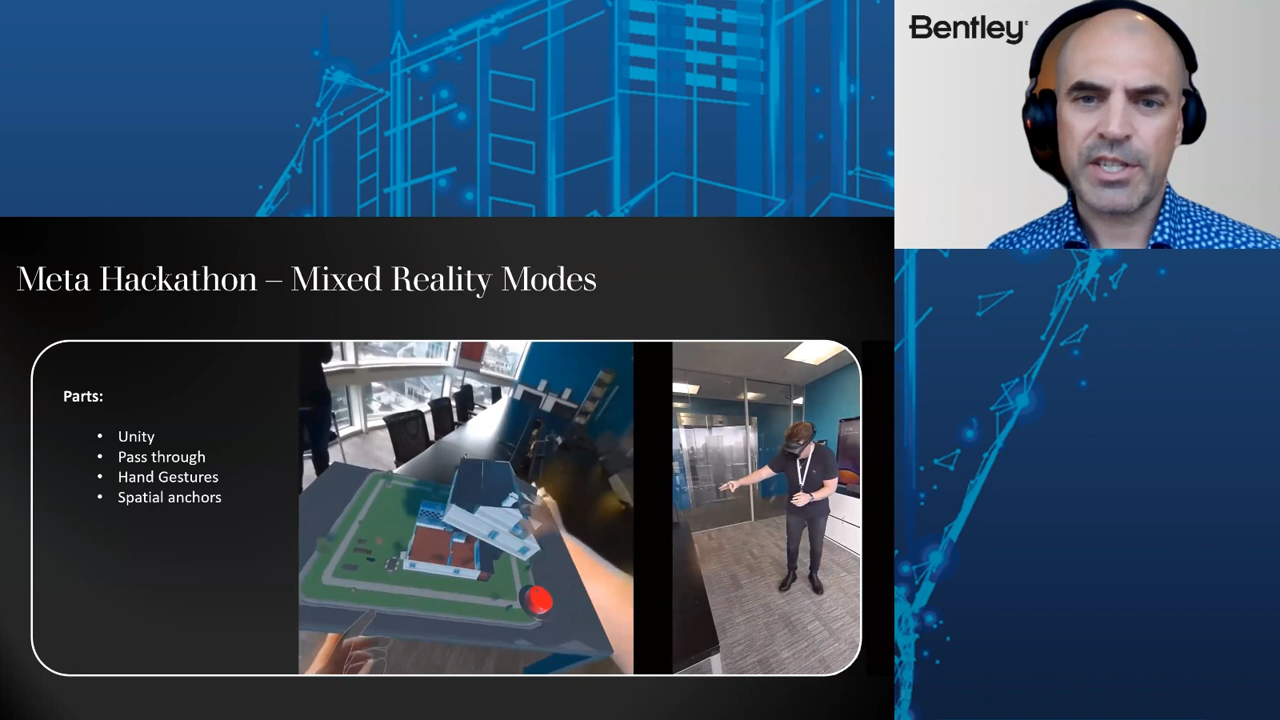 Bentley®
Meta Hackathon – Mixed Reality Modes
Parts:
• Unity
• Pass through
• Hand Gestures
• Spatial anchors